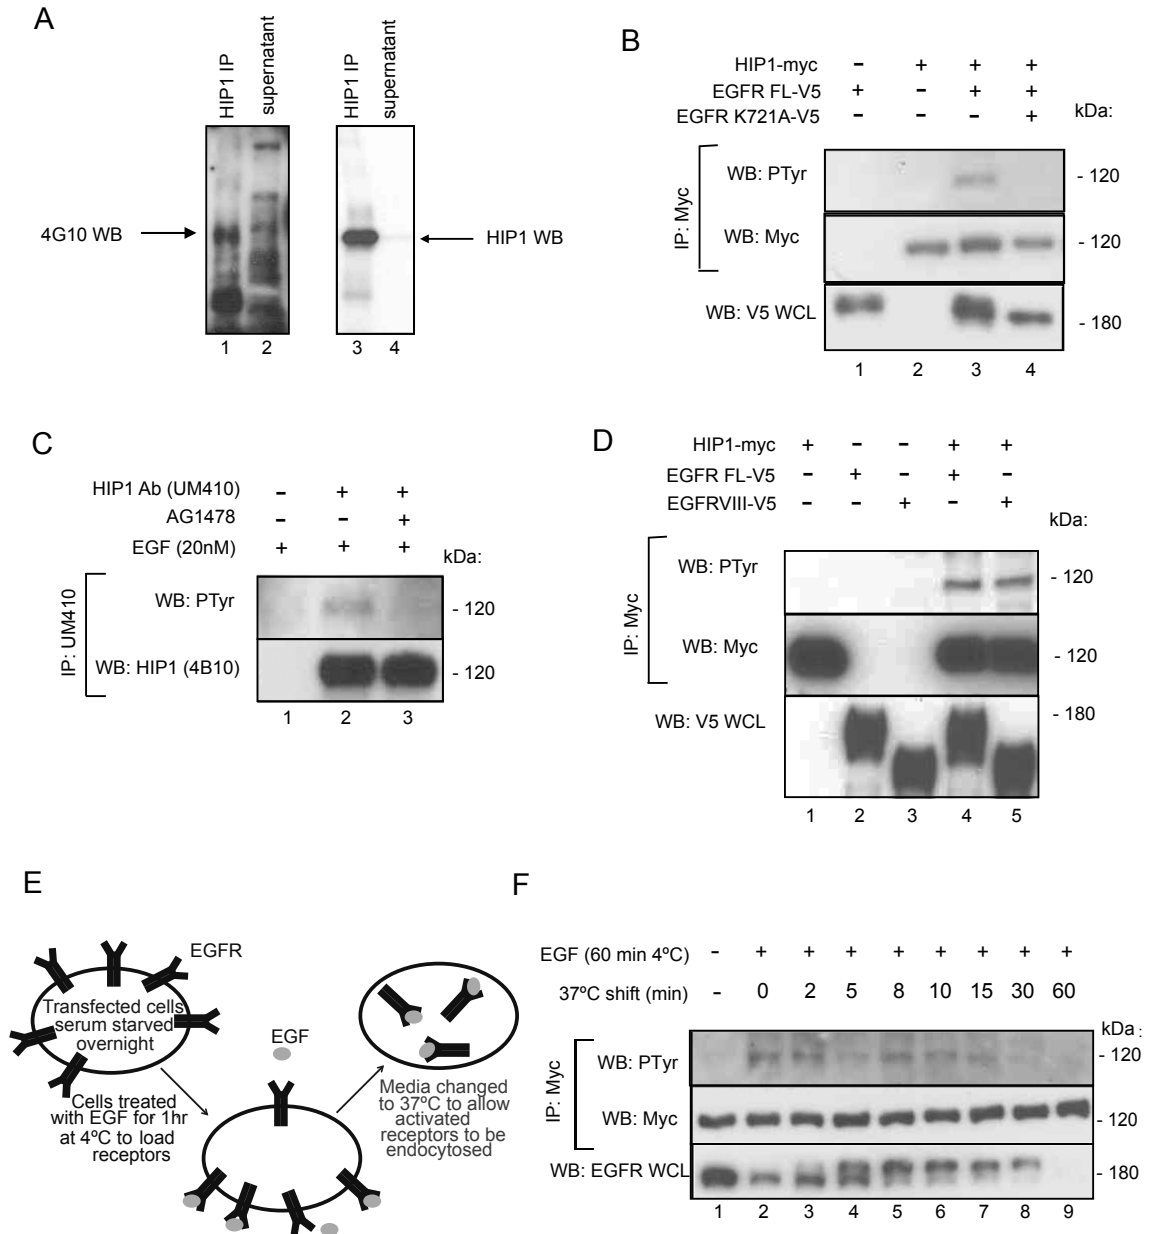 A
HIP1 IP
supernatant
HIP1 IP
supernatant
4G10 WB
HIP1 WB
1 2 3 4
B
HIP1-myc - + + +
EGFR FL-V5 + - + +
EGFR K721A-V5 - - - +
kDa:
IP: Myc
WB: PTyr
- 120
WB: Myc
- 120
WB: V5 WCL
- 180
1 2 3 4
C
HIP1 Ab (UM410) - + +
AG1478 - - +
EGF (20nM) + + +
kDa:
IP: UM410
WB: PTyr
- 120
WB: HIP1 (4B10)
- 120
1 2 3
D
HIP1-myc + - - + +
EGFR FL-V5 - + - + -
EGFRVIII-V5 - - + - +
kDa:
IP: Myc
WB: PTyr
- 120
WB: Myc
- 120
WB: V5 WCL
- 180
1 2 3 4 5
E
EGFR
Transfected cells
serum starved
overnight
Cells treated
with EGF for 1hr
at 4ºC to load
receptors
EGF
Media changed
to 37ºC to allow
activated
receptors to be
endocytosed
F
EGF (60 min 4ºC) - + + + + + + + +
37ºC shift (min) - 0 2 5 8 10 15 30 60
kDa:
IP: Myc
WB: PTyr
- 120
WB: Myc
- 120
WB: EGFR WCL
- 180
1 2 3 4 5 6 7 8 9